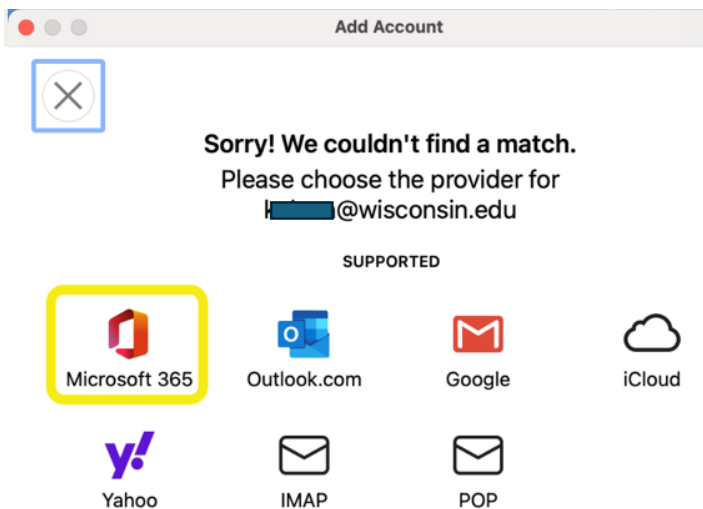 Add Account
Sorry! We couldn't find a match.
Please choose the provider for
@wisconsin.edu
SUPPORTED
Microsoft 365
Outlook.com
Google
iCloud
Yahoo
IMAP
POP